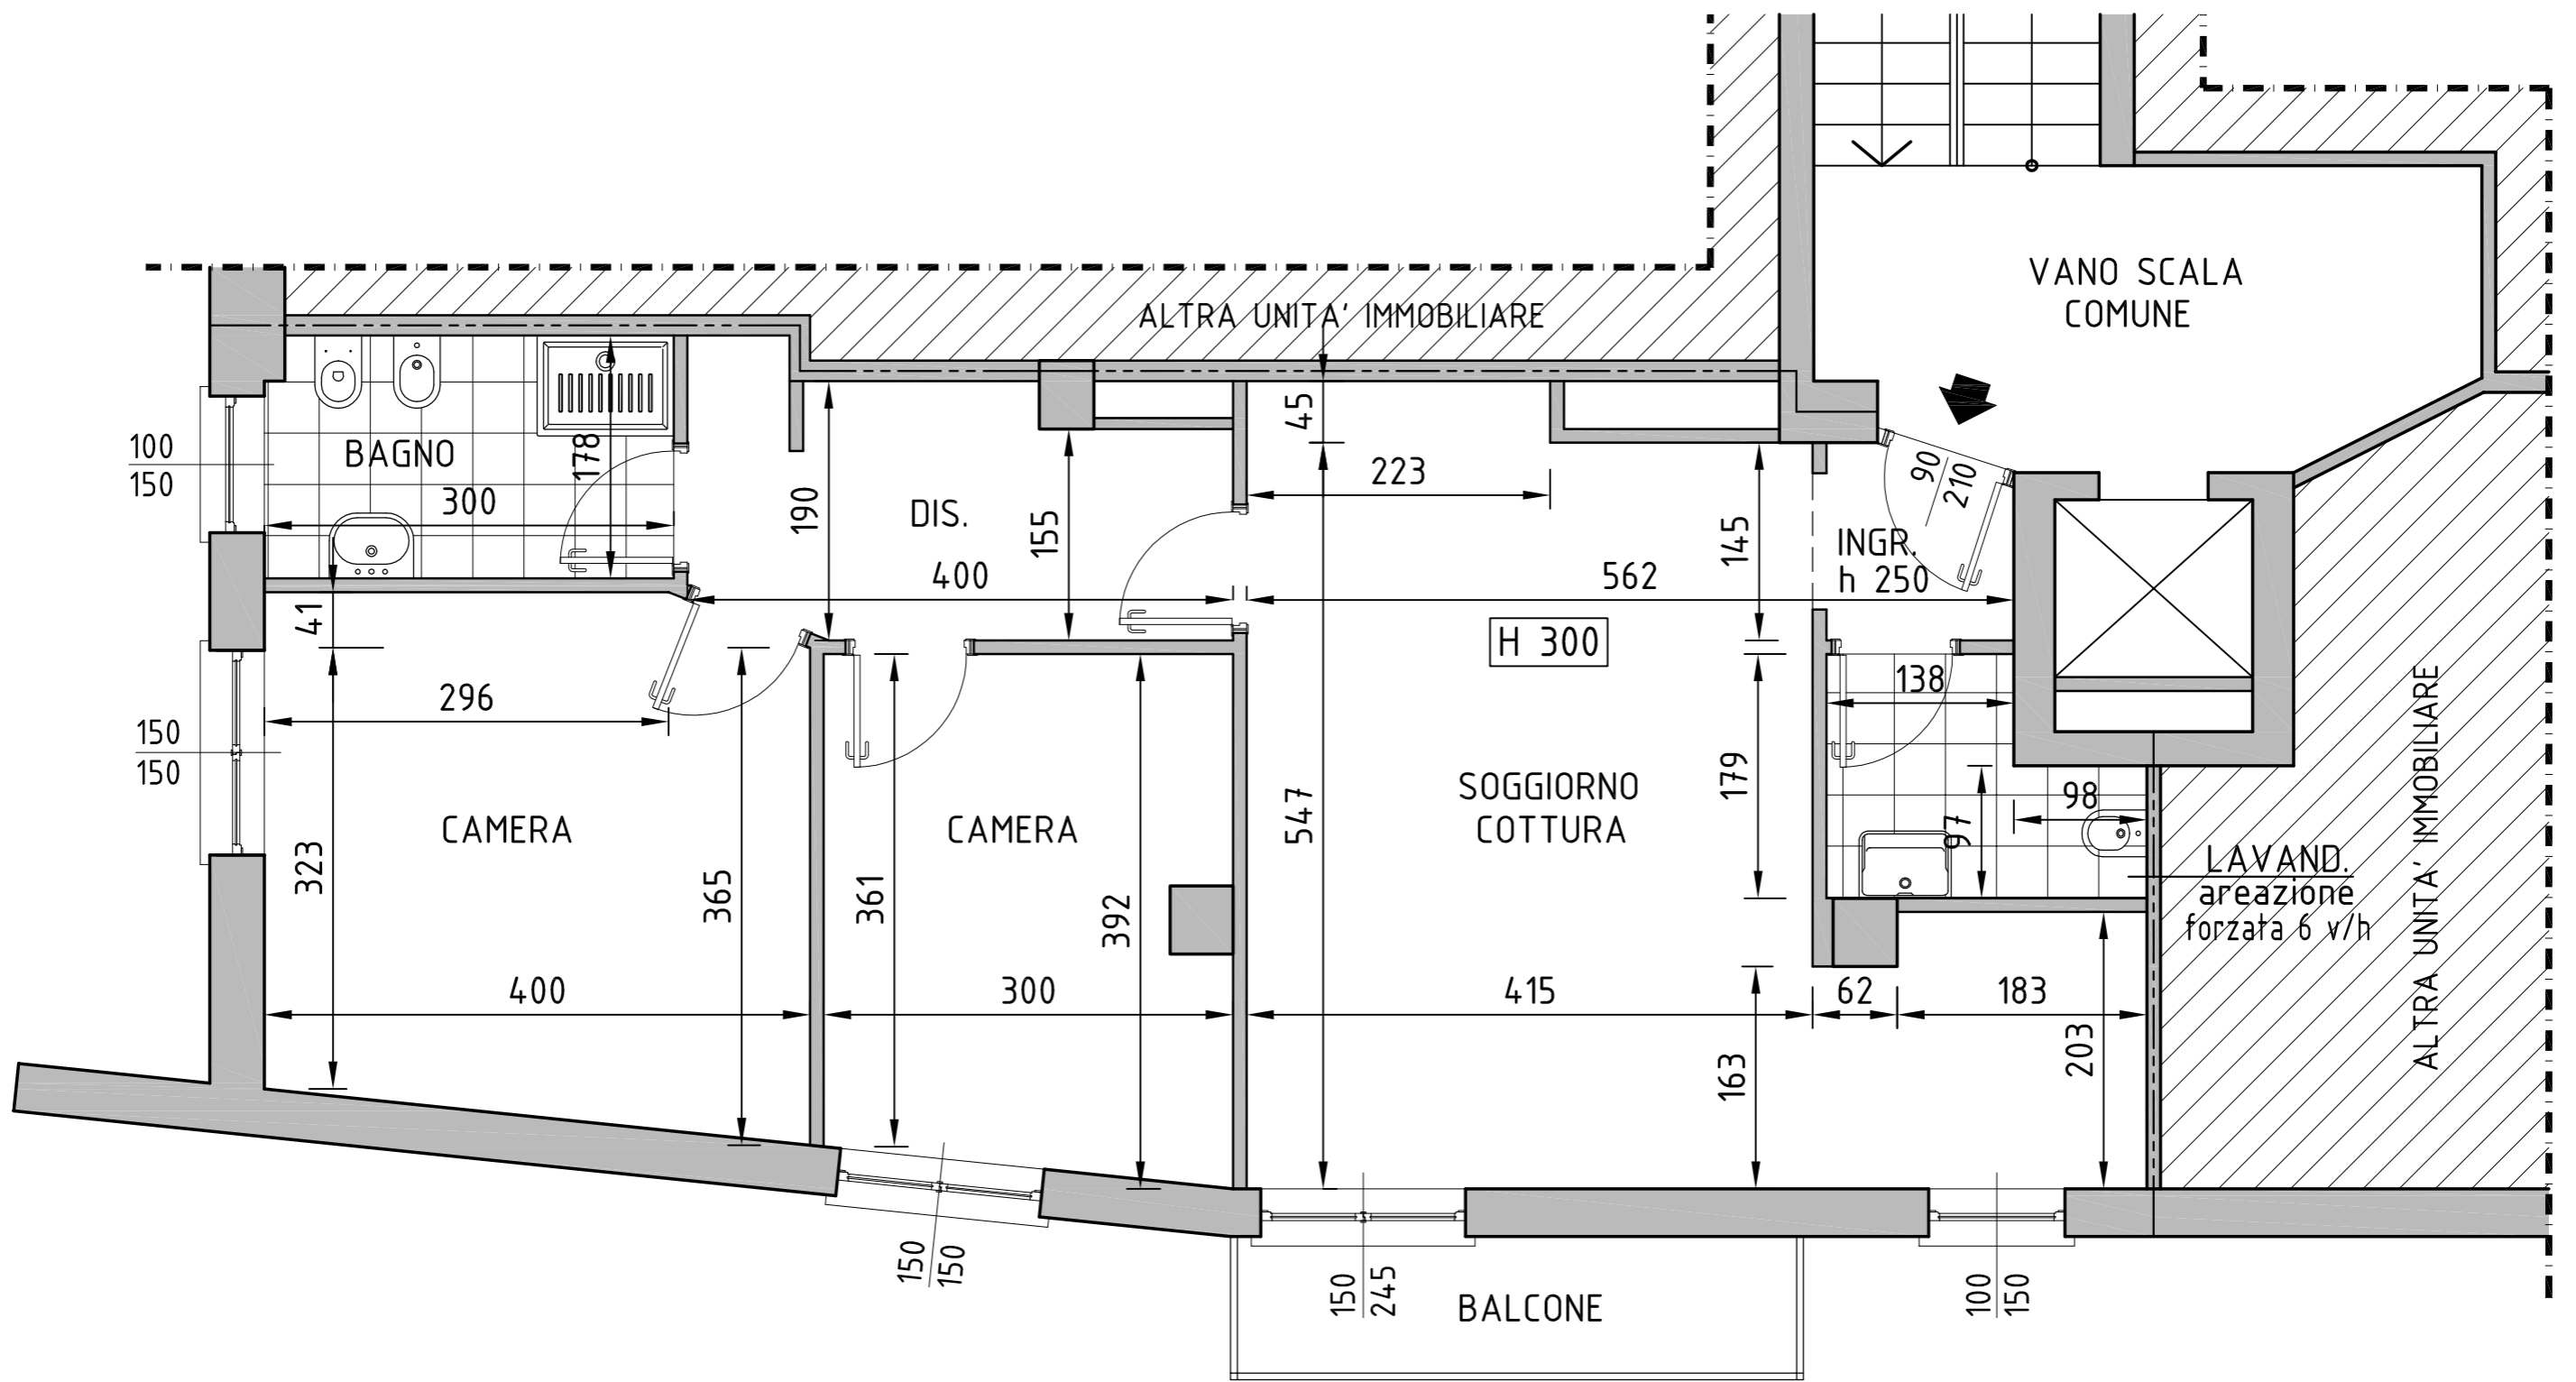 VANO SCALA
COMUNE
ALTRA UNITA' IMMOBILIARE
100
150
BAGNO
178
300
190
DIS.
155
400
45
223
145
562
90
210
INGR.
h 250
H 300
41
296
150
150
138
179
98
97
CAMERA
CAMERA
SOGGIORNO
COTTURA
547
323
365
361
392
LAVAND.
areazione
forzata 6 v/h
ALTRA UNITA' IMMOBILIARE
400
300
415
62
183
163
203
150
150
150
245
100
150
BALCONE